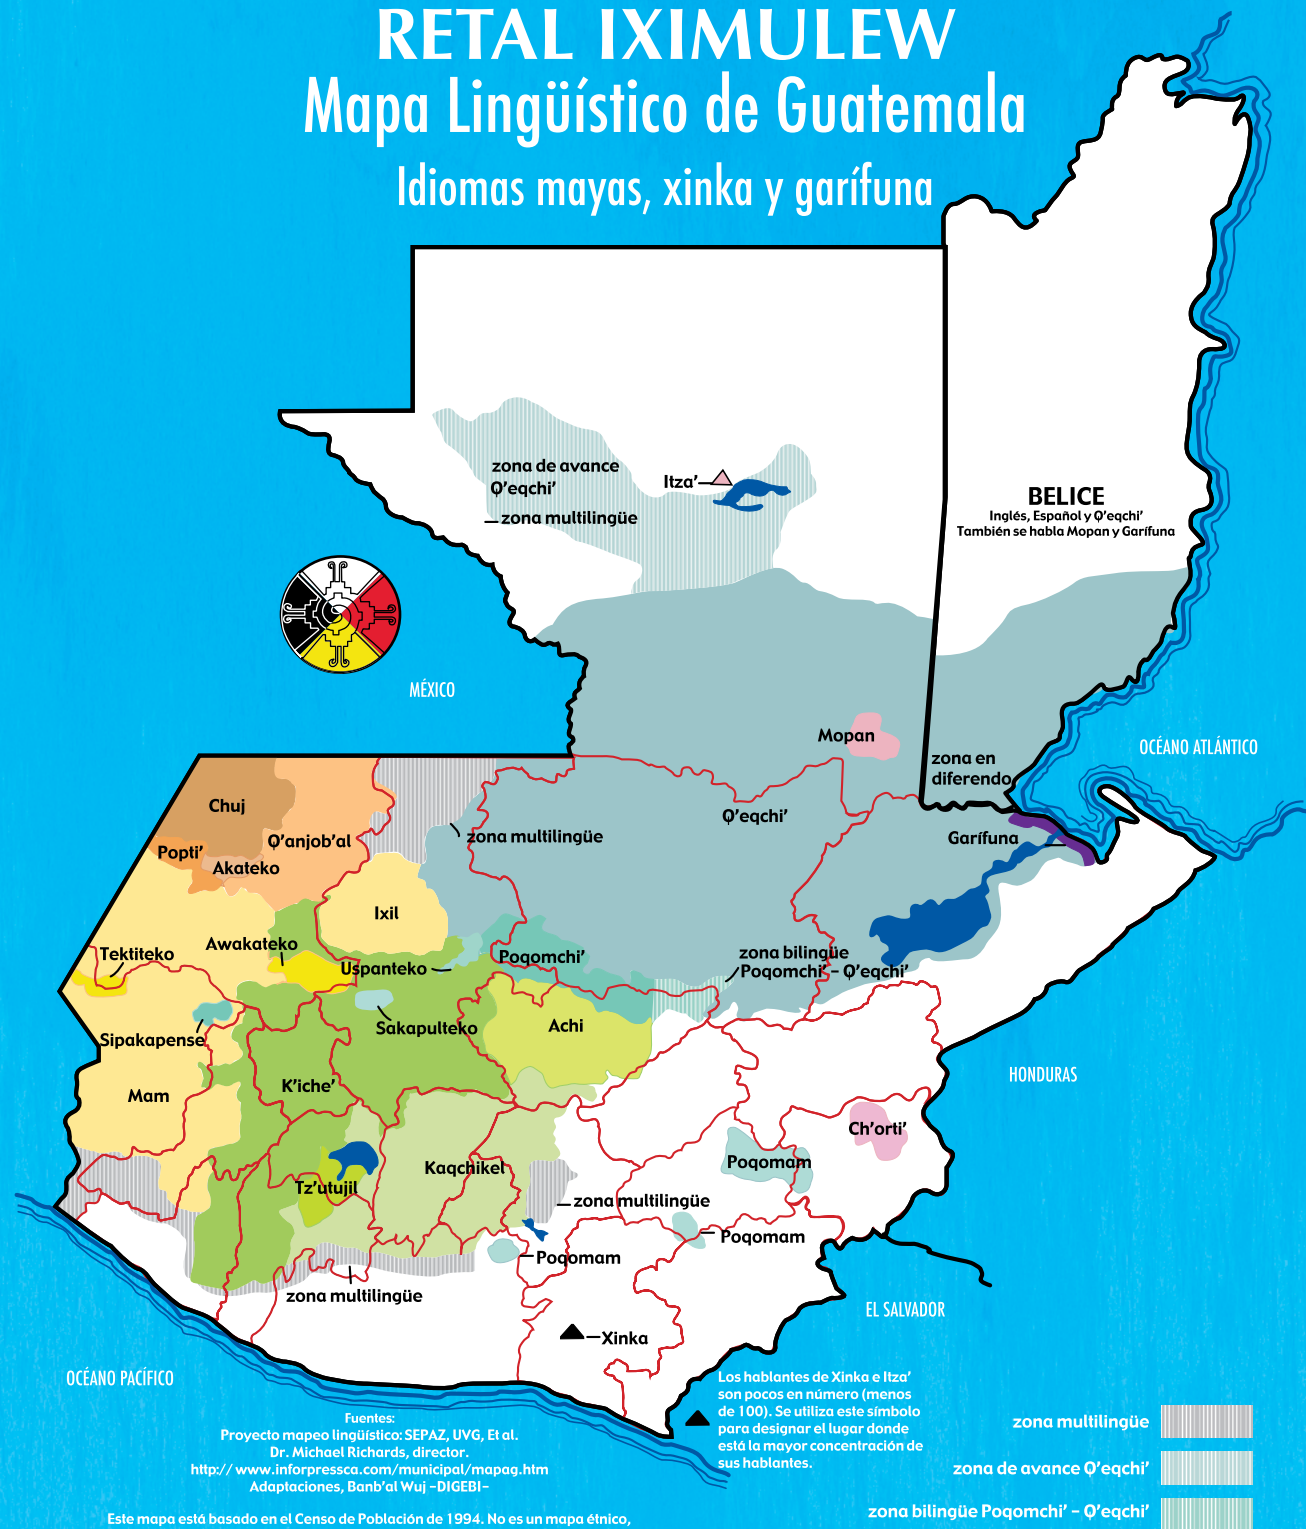 RETAL IXIMULEW
Mapa Lingüístico de Guatemala
Idiomas mayas, xinka y garífuna
zona de avance
Q'eqchi'
Itza'
zona multilingüe
BELICE
Inglés, Español y Q'eqchi'
También se habla Mopan y Garífuna
MÉXICO
Mopan
OCÉANO ATLÁNTICO
zona en
diferendo
Chuj
Q'eqchi'
zona multilingüe
Q'anjob'al
Garífuna
Popti'
Akateko
Ixil
Awakateko
Tektiteko
Poqomchi'
zona bilingüe
Poqomchi' - Q'eqchi'
Uspanteko
Sakapulteko
Achi
Sipakapense
HONDURAS
K'iche'
Mam
Ch'orti'
Poqomam
Kaqchikel
Tz'utujil
zona multilingüe
Poqomam
Poqomam
zona multilingüe
EL SALVADOR
Xinka
OCÉANO PACÍFICO
Los hablantes de Xinka e Itza'
son pocos en número (menos
de 100). Se utiliza este símbolo
para designar el lugar donde
está la mayor concentración de
sus hablantes.
Fuentes:
Proyecto mapeo lingüístico: SEPAZ, UVG, Et al.
Dr. Michael Richards, director.
http:// www.inforpressca.com/municipal/mapag.htm
Adaptaciones, Banb'al Wuj -DIGEBI-
zona multilingüe
zona de avance Q'eqchi'
zona bilingüe Poqomchi' - Q'eqchi'
Este mapa está basado en el Censo de Población de 1994. No es un mapa étnico,